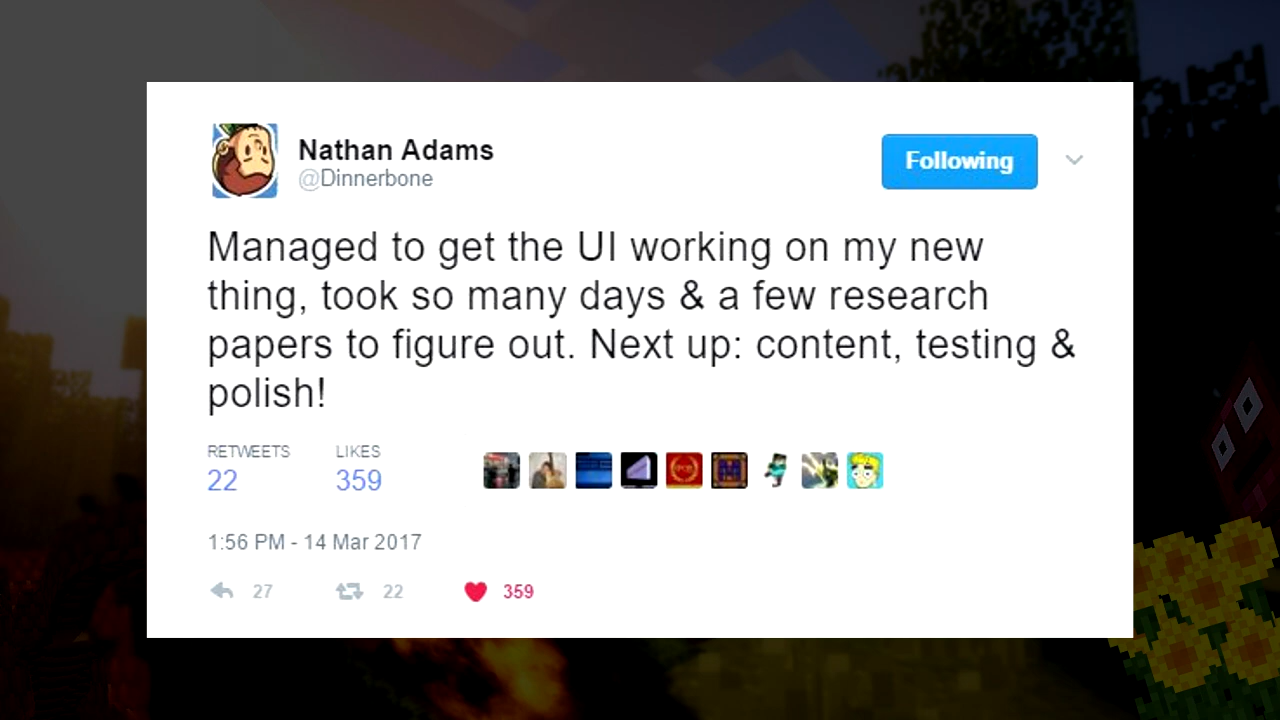 Nathan Adams
@Dinnerbone
Following
Managed to get the UI working on my new
thing, took so many days & a few research
papers to figure out. Next up: content, testing &
polish!
RETWEETS LIKES
22 359
1:56 PM - 14 Mar 2017
27 22 359